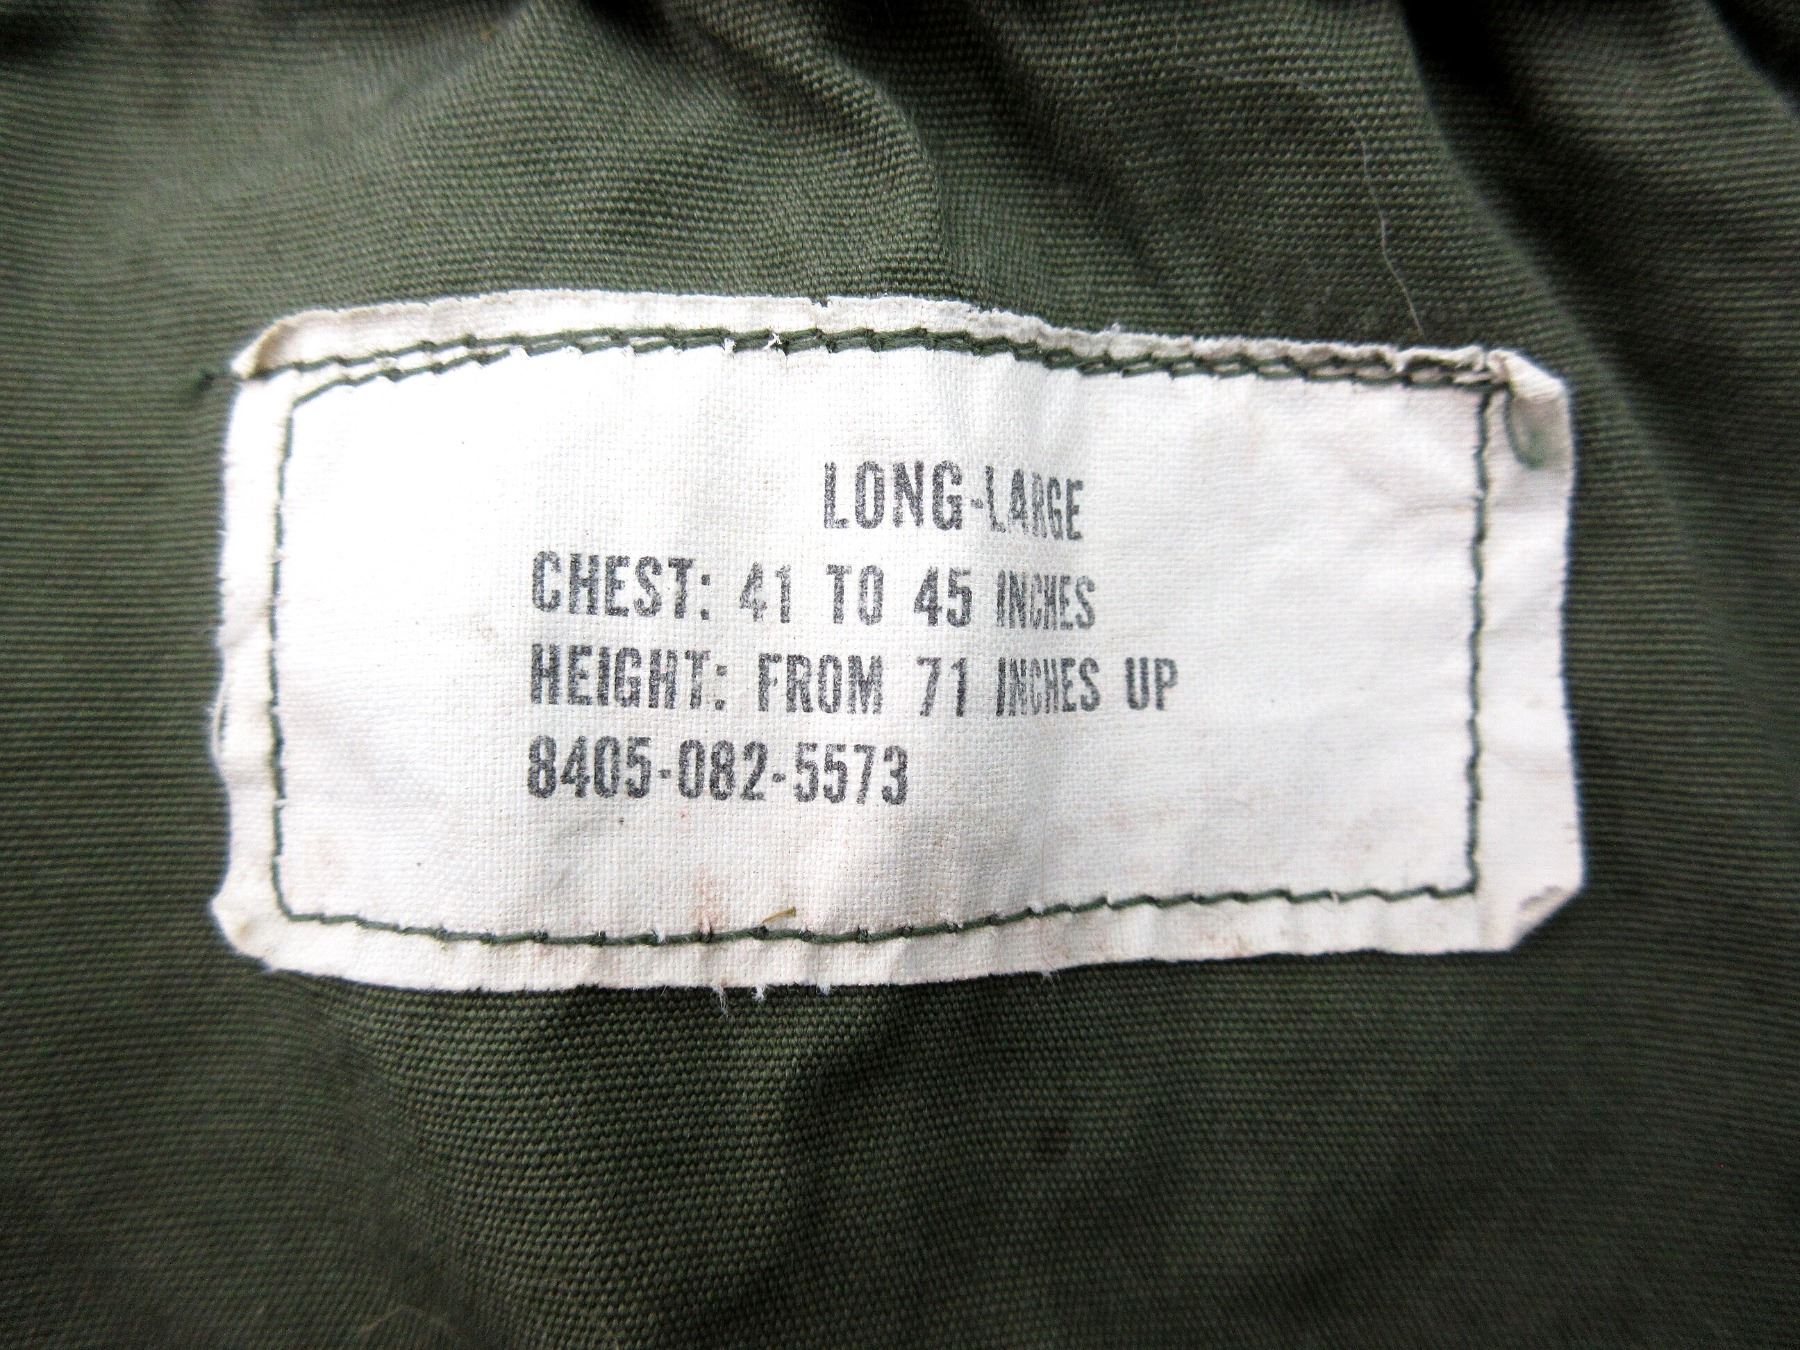 LONG-LARGE
CHEST: 41 TO 45 INCHES
HEIGHT: FROM 71 INCHES UP
8405-082-5573